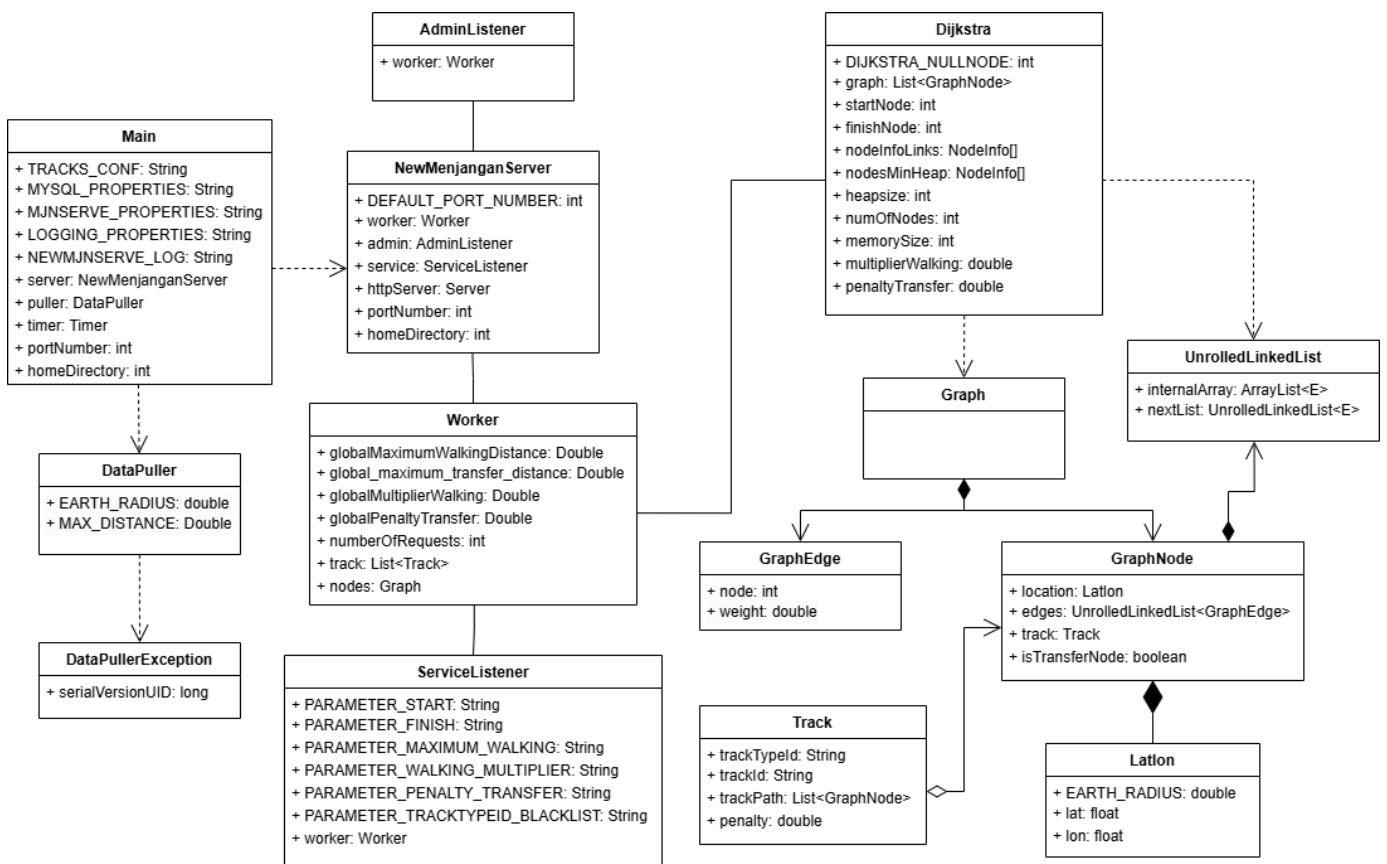 AdminListener
+ worker: Worker
Dijkstra
+ DIJKSTRA_NULLNODE: int
+ graph: List<GraphNode>
+ startNode: int
+ finishNode: int
+ nodeInfoLinks: NodeInfo[]
+ nodesMinHeap: NodeInfo[]
+ heapsize: int
+ numOfNodes: int
+ memorySize: int
+ multiplierWalking: double
+ penaltyTransfer: double
Main
+ TRACKS_CONF: String
+ MYSQL_PROPERTIES: String
+ MJNSERVE_PROPERTIES: String
+ LOGGING_PROPERTIES: String
+ NEWMJNSERVE_LOG: String
+ server: NewMenjanganServer
+ puller: DataPuller
+ timer: Timer
+ portNumber: int
+ homeDirectory: int
NewMenjanganServer
+ DEFAULT_PORT_NUMBER: int
+ worker: Worker
+ admin: AdminListener
+ service: ServiceListener
+ httpServer: Server
+ portNumber: int
+ homeDirectory: int
UnrolledLinkedList
+ internalArray: ArrayList<E>
+ nextList: UnrolledLinkedList<E>
Graph
Worker
+ globalMaximumWalkingDistance: Double
+ global_maximum_transfer_distance: Double
+ globalMultiplierWalking: Double
+ globalPenaltyTransfer: Double
+ numberOfRequests: int
+ track: List<Track>
+ nodes: Graph
DataPuller
+ EARTH_RADIUS: double
+ MAX_DISTANCE: Double
GraphEdge
+ node: int
+ weight: double
GraphNode
+ location: Latlon
+ edges: UnrolledLinkedList<GraphEdge>
+ track: Track
+ isTransferNode: boolean
DataPullerException
+ serialVersionUID: long
ServiceListener
+ PARAMETER_START: String
+ PARAMETER_FINISH: String
+ PARAMETER_MAXIMUM_WALKING: String
+ PARAMETER_WALKING_MULTIPLIER: String
+ PARAMETER_PENALTY_TRANSFER: String
+ PARAMETER_TRACKTYPEID_BLACKLIST: String
+ worker: Worker
Track
+ trackTypeId: String
+ trackId: String
+ trackPath: List<GraphNode>
+ penalty: double
Latlon
+ EARTH_RADIUS: double
+ lat: float
+ lon: float